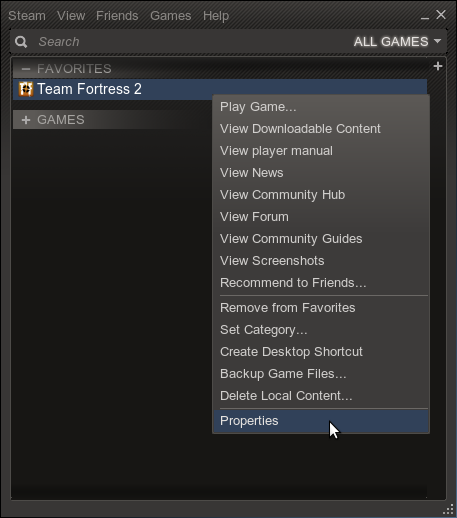 Steam View Friends Games Help
Search ALL GAMES
FAVORITES
Team Fortress 2
GAMES
Play Game...
View Downloadable Content
View player manual
View News
View Community Hub
View Forum
View Community Guides
View Screenshots
Recommend to Friends...
Remove from Favorites
Set Category...
Create Desktop Shortcut
Backup Game Files...
Delete Local Content...
Properties